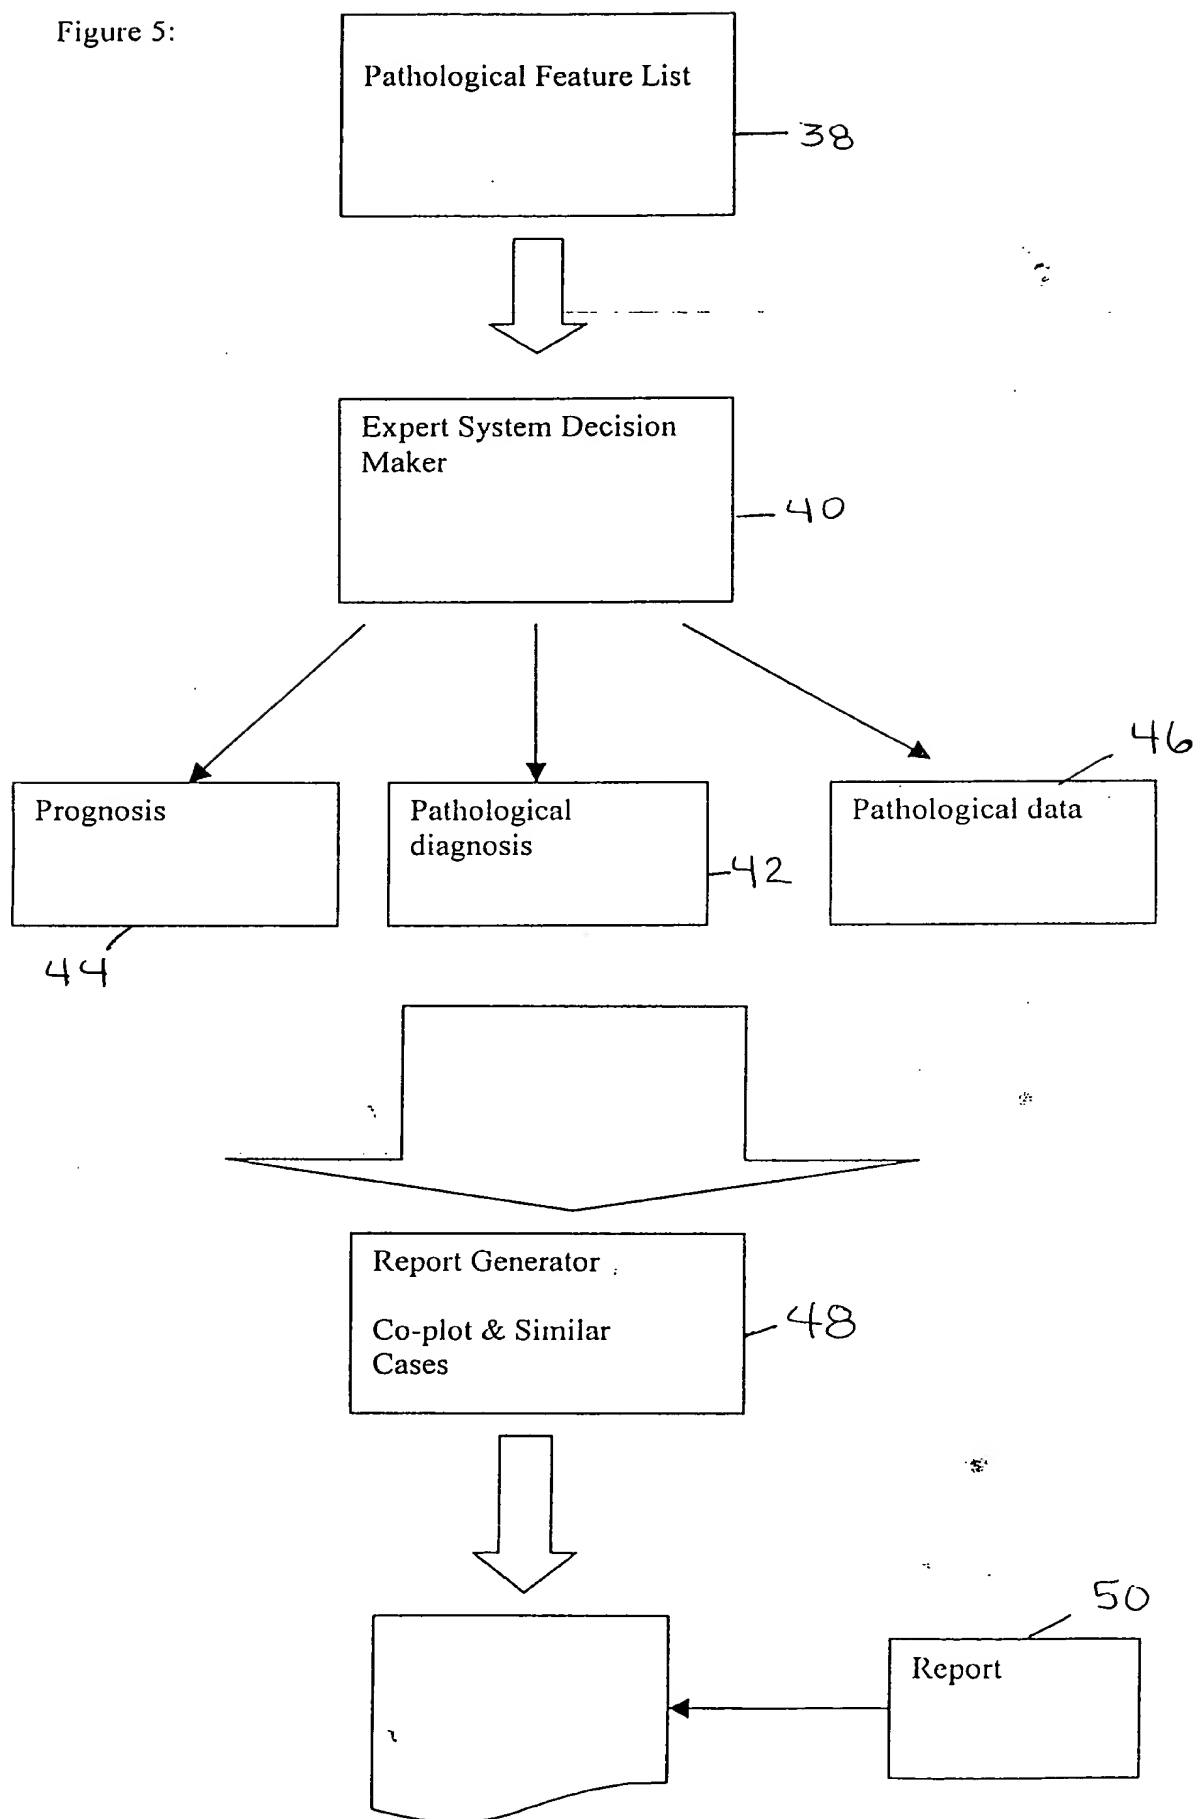 Figure 5:
Pathological Feature List
38
Expert System Decision
Maker
40
46
Prognosis
Pathological
diagnosis
Pathological data
42
44
Report Generator
Co-plot & Similar
Cases
48
50
Report